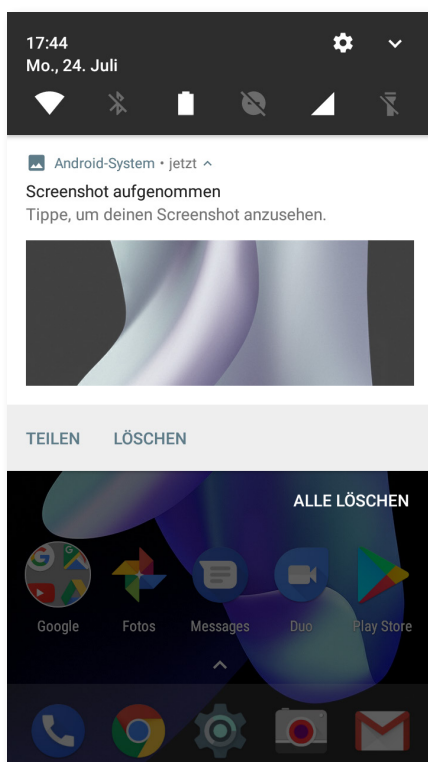 17:44
Mo., 24. Juli
Android-System • jetzt
Screenshot aufgenommen
Tippe, um deinen Screenshot anzusehen.
TEILEN LÖSCHEN
ALLE LÖSCHEN
Google Fotos Messages Duo Play Store